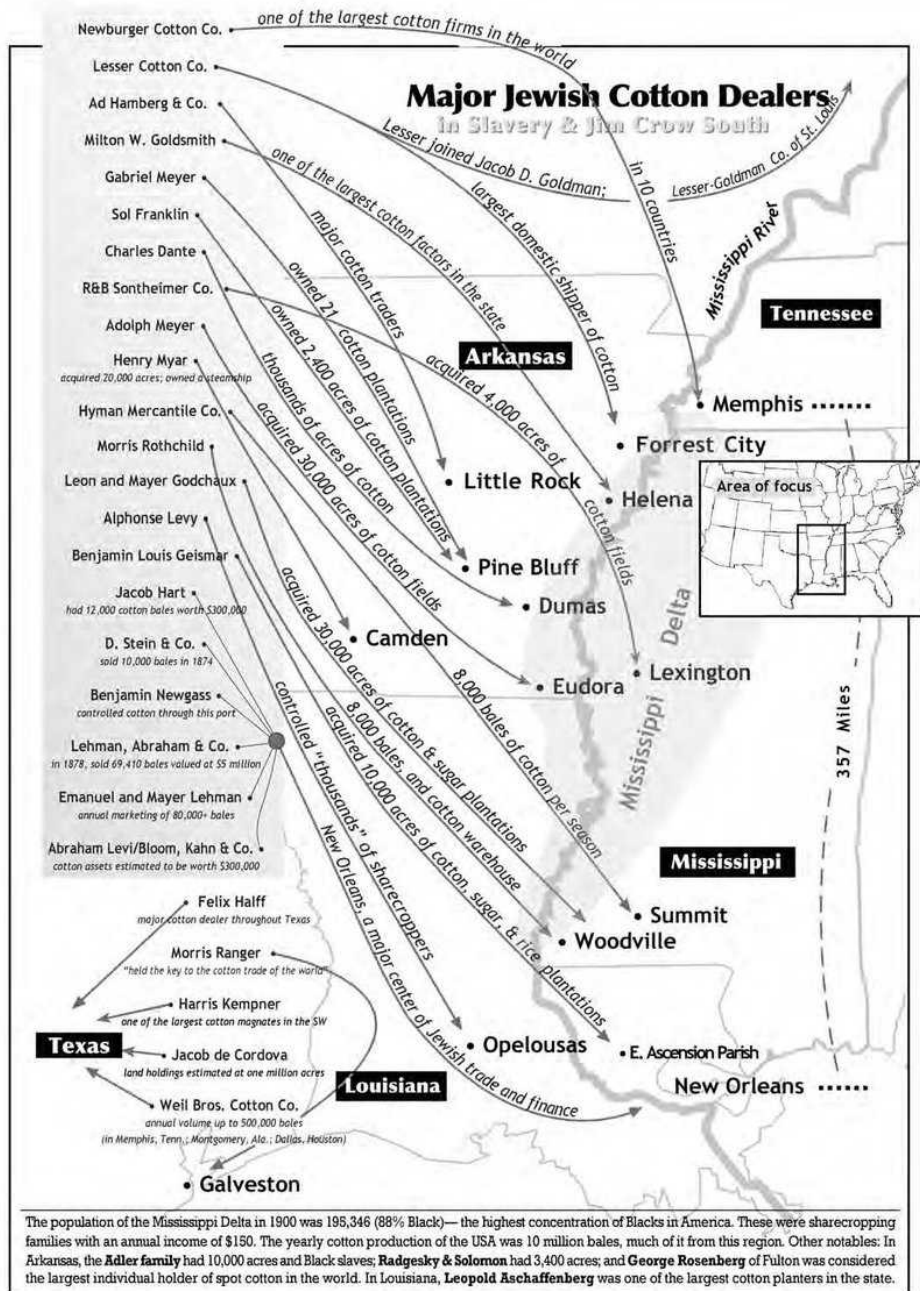 Major Jewish Cotton Dealers
in Slavery & Jim Crow South
Newburger Cotton Co.
one of the largest cotton firms in the world
in 10 countries
Lesser Cotton Co.
Lesser joined Jacob D. Goldman;
Lesser-Goldman Co. of St. Louis
largest domestic shipper of cotton
Ad Hamberg & Co.
major cotton traders
Milton W. Goldsmith
one of the largest cotton factors in the state
Gabriel Meyer
owned 21 cotton plantations
Sol Franklin
owned 2,400 acres of cotton plantations
Charles Dante
thousands of acres of cotton
R&B Sontheimer Co.
acquired 4,000 acres of
cotton fields
Adolph Meyer
acquired 30,000 acres of cotton fields
Henry Myar
acquired 20,000 acres; owned a steamship
Hyman Mercantile Co.
8,000 bales of cotton per season
Morris Rothchild
8,000 bales, and cotton warehouse
Leon and Mayer Godchaux
acquired 30,000 acres of cotton & sugar plantations
Alphonse Levy
controlled "thousands" of sharecroppers
Benjamin Louis Geismar
acquired 10,000 acres of cotton, sugar, & rice plantations
Jacob Hart
had 12,000 cotton bales worth $300,000
D. Stein & Co.
sold 10,000 bales in 1874
Benjamin Newgass
controlled cotton through this port
Lehman, Abraham & Co.
in 1878, sold 69,410 bales valued at $5 million
Emanuel and Mayer Lehman
annual marketing of 80,000+ bales
Abraham Levi/Bloom, Kahn & Co.
cotton assets estimated to be worth $300,000
New Orleans, a major center of Jewish trade and finance
Felix Halff
major cotton dealer throughout Texas
Morris Ranger
"held the key to the cotton trade of the world"
Harris Kempner
one of the largest cotton magnates in the SW
Jacob de Cordova
land holdings estimated at one million acres
Weil Bros. Cotton Co.
annual volume up to 500,000 bales
(in Memphis, Tenn.; Montgomery, Ala.; Dallas, Houston)
Mississippi River
Tennessee
Arkansas
Memphis
Forrest City
Little Rock
Helena
Area of focus
Pine Bluff
Dumas
Camden
Mississippi Delta
Lexington
Eudora
357 Miles
Mississippi
Summit
Woodville
Texas
Opelousas
E. Ascension Parish
Louisiana
New Orleans
Galveston
The population of the Mississippi Delta in 1900 was 195,346 (88% Black)— the highest concentration of Blacks in America. These were sharecropping
families with an annual income of $150. The yearly cotton production of the USA was 10 million bales, much of it from this region. Other notables: In
Arkansas, the Adler family had 10,000 acres and Black slaves; Radgesky & Solomon had 3,400 acres; and George Rosenberg of Fulton was considered
the largest individual holder of spot cotton in the world. In Louisiana, Leopold Aschaffenberg was one of the largest cotton planters in the state.